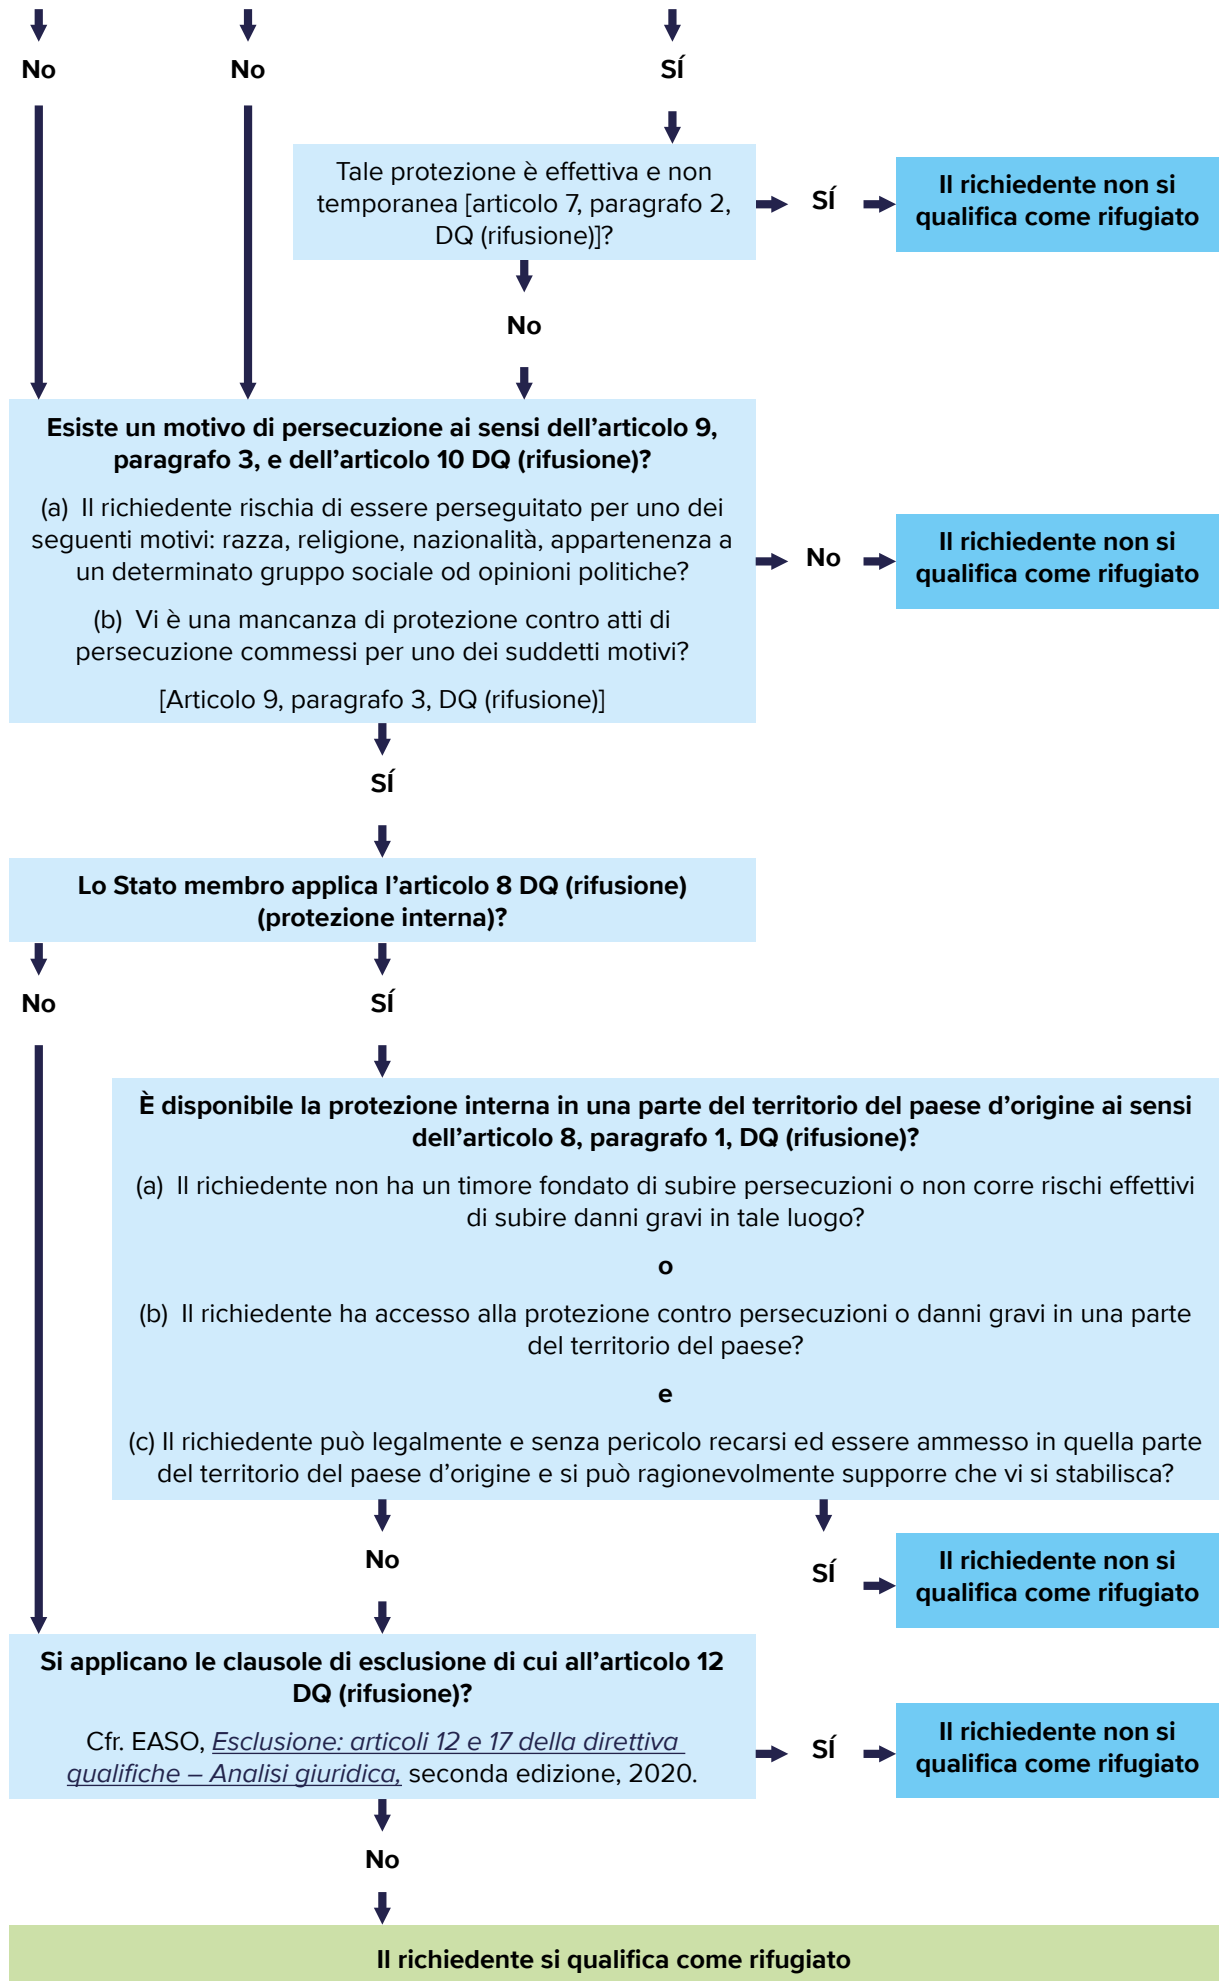 No
No
SÍ
Tale protezione è effettiva e non
temporanea [articolo 7, paragrafo 2,
DQ (rifusione)]?
SÍ
Il richiedente non si
qualifica come rifugiato
No
Esiste un motivo di persecuzione ai sensi dell’articolo 9,
paragrafo 3, e dell’articolo 10 DQ (rifusione)?
(a) Il richiedente rischia di essere perseguitato per uno dei
seguenti motivi: razza, religione, nazionalità, appartenenza a
un determinato gruppo sociale od opinioni politiche?
(b) Vi è una mancanza di protezione contro atti di
persecuzione commessi per uno dei suddetti motivi?
[Articolo 9, paragrafo 3, DQ (rifusione)]
No
Il richiedente non si
qualifica come rifugiato
SÍ
Lo Stato membro applica l’articolo 8 DQ (rifusione)
(protezione interna)?
No
SÍ
È disponibile la protezione interna in una parte del territorio del paese d’origine ai sensi
dell’articolo 8, paragrafo 1, DQ (rifusione)?
(a) Il richiedente non ha un timore fondato di subire persecuzioni o non corre rischi effettivi
di subire danni gravi in tale luogo?
o
(b) Il richiedente ha accesso alla protezione contro persecuzioni o danni gravi in una parte
del territorio del paese?
e
(c) Il richiedente può legalmente e senza pericolo recarsi ed essere ammesso in quella parte
del territorio del paese d’origine e si può ragionevolmente supporre che vi si stabilisca?
No
SÍ
Il richiedente non si
qualifica come rifugiato
Si applicano le clausole di esclusione di cui all’articolo 12
DQ (rifusione)?
Cfr. EASO, Esclusione: articoli 12 e 17 della direttiva
qualifiche – Analisi giuridica, seconda edizione, 2020.
SÍ
Il richiedente non si
qualifica come rifugiato
No
Il richiedente si qualifica come rifugiato